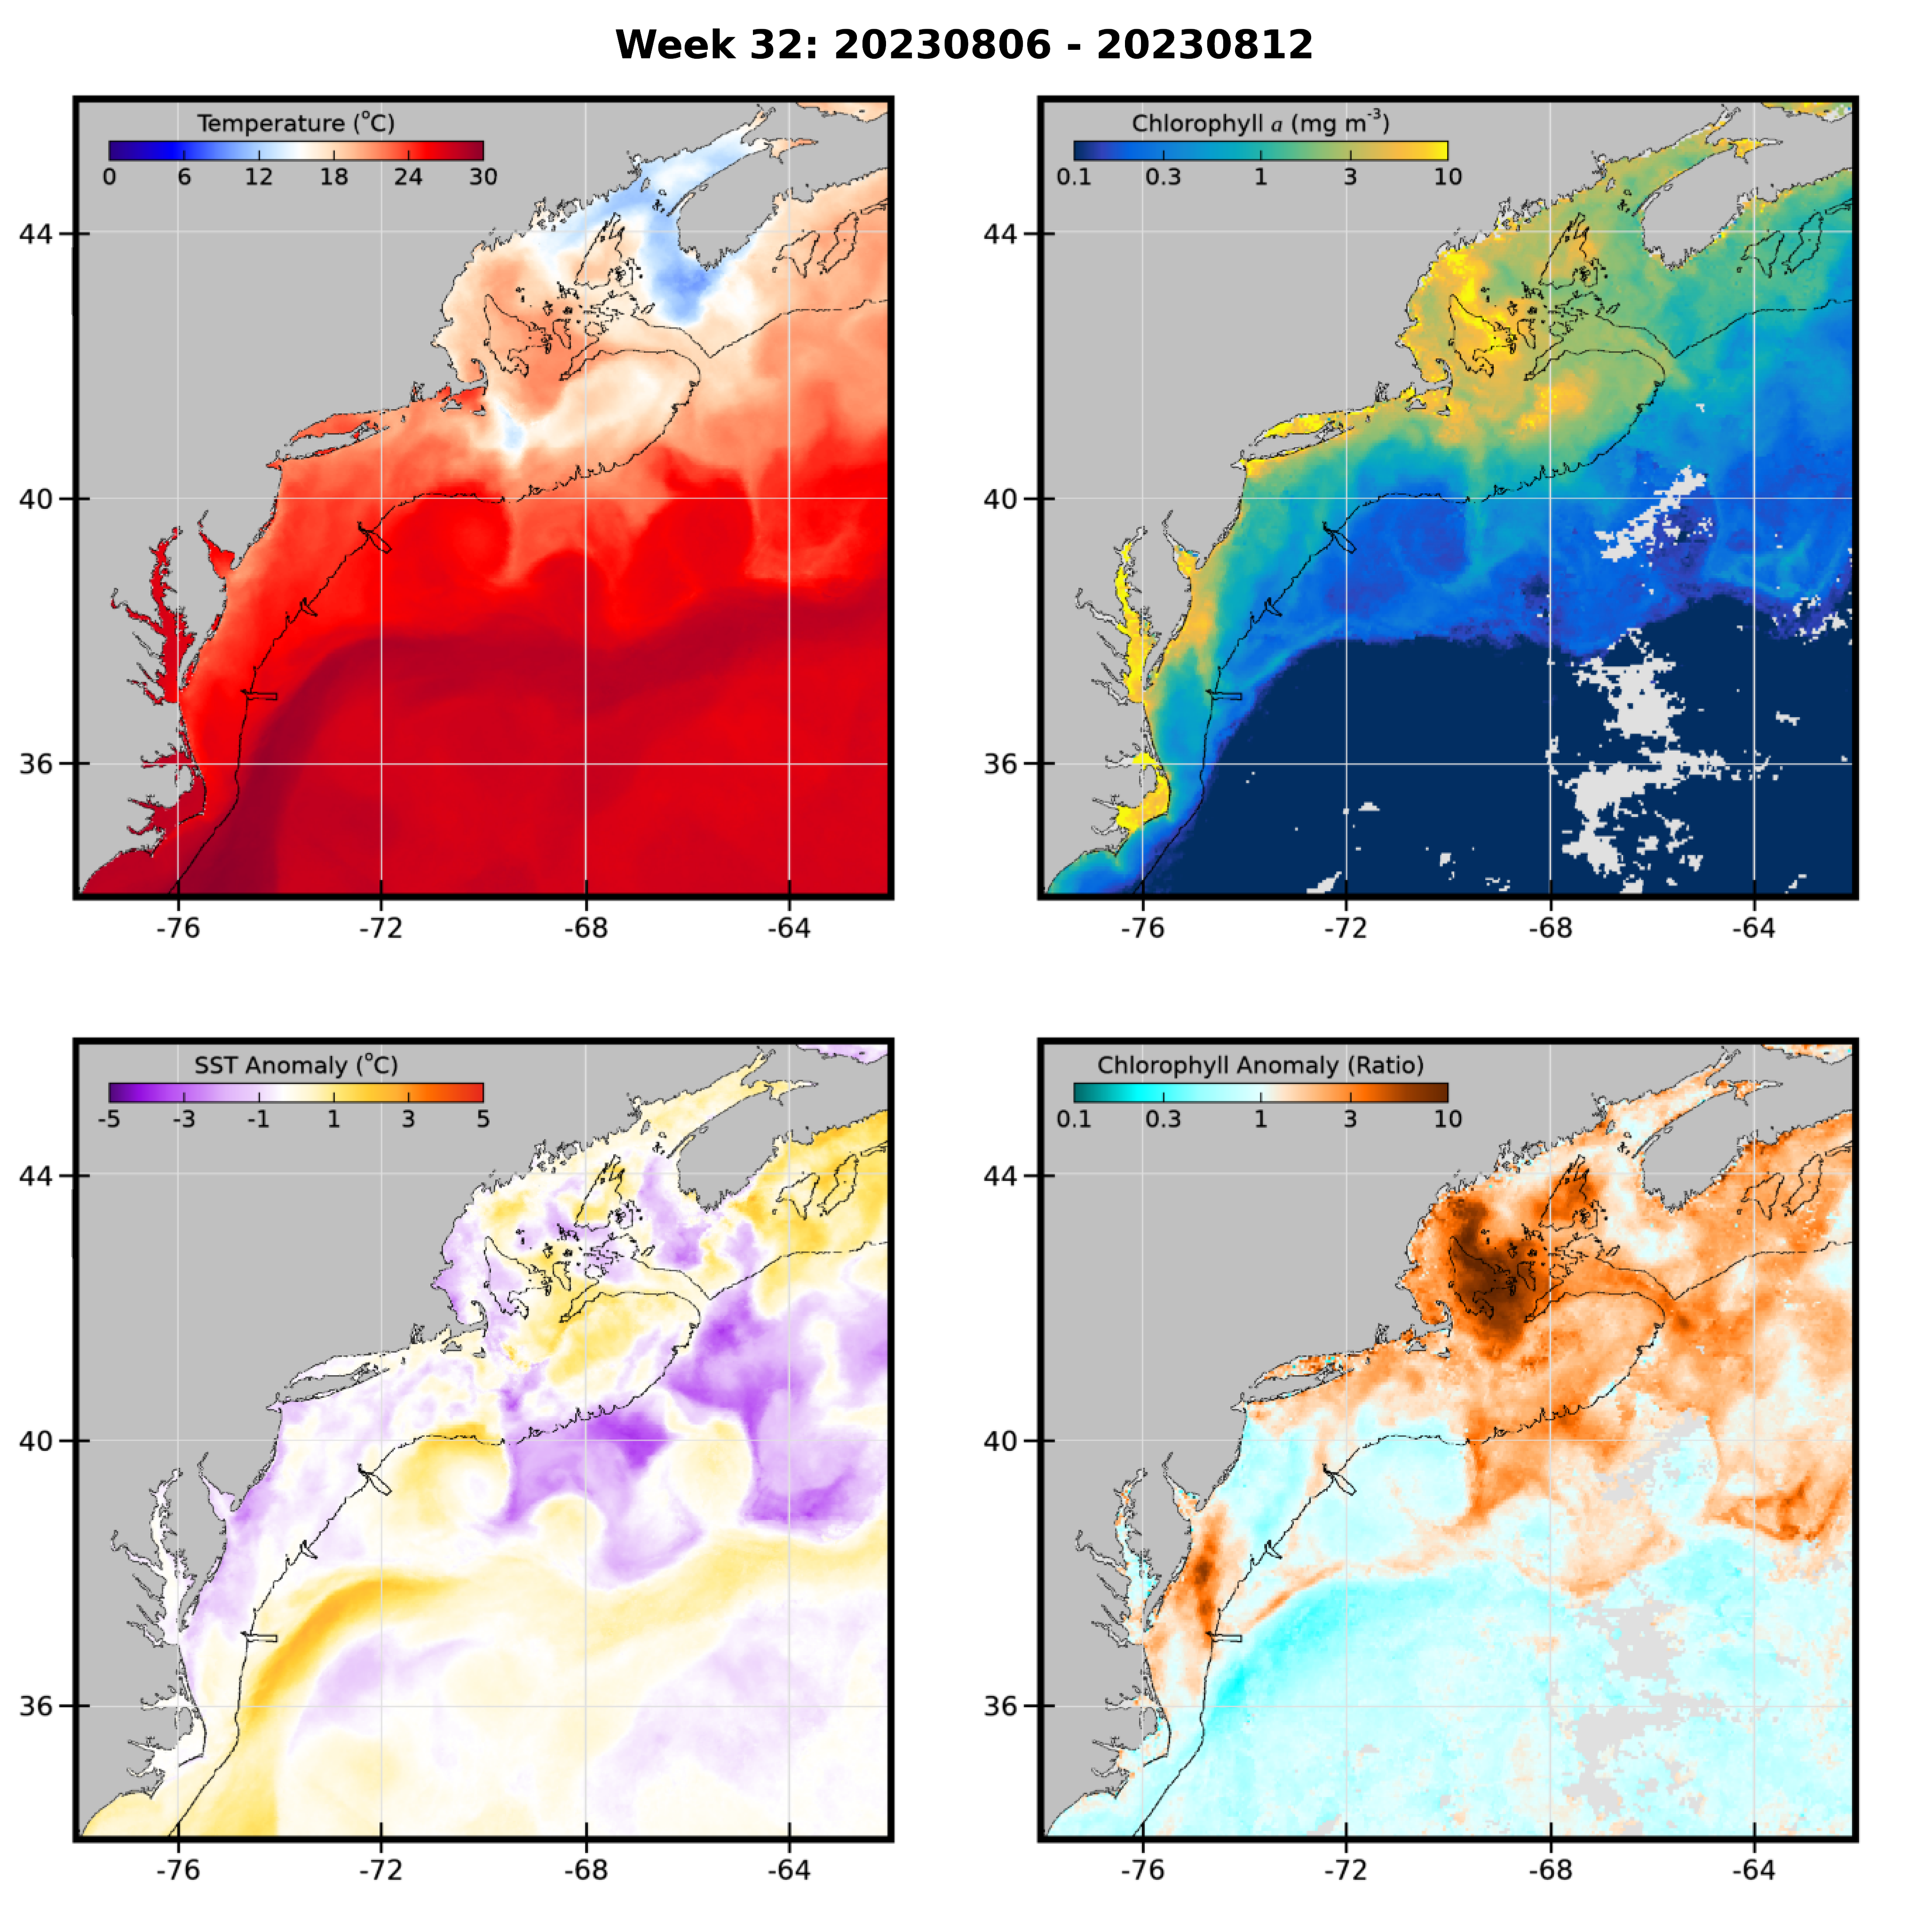 Week 32: 20230806 - 20230812
Temperature (°C)
0 6 12 18 24 30
44
40
36
-76 -72 -68 -64
Chlorophyll a (mg m⁻³)
0.1 0.3 1 3 10
44
40
36
-76 -72 -68 -64
SST Anomaly (°C)
-5 -3 -1 1 3 5
44
40
36
-76 -72 -68 -64
Chlorophyll Anomaly (Ratio)
0.1 0.3 1 3 10
44
40
36
-76 -72 -68 -64